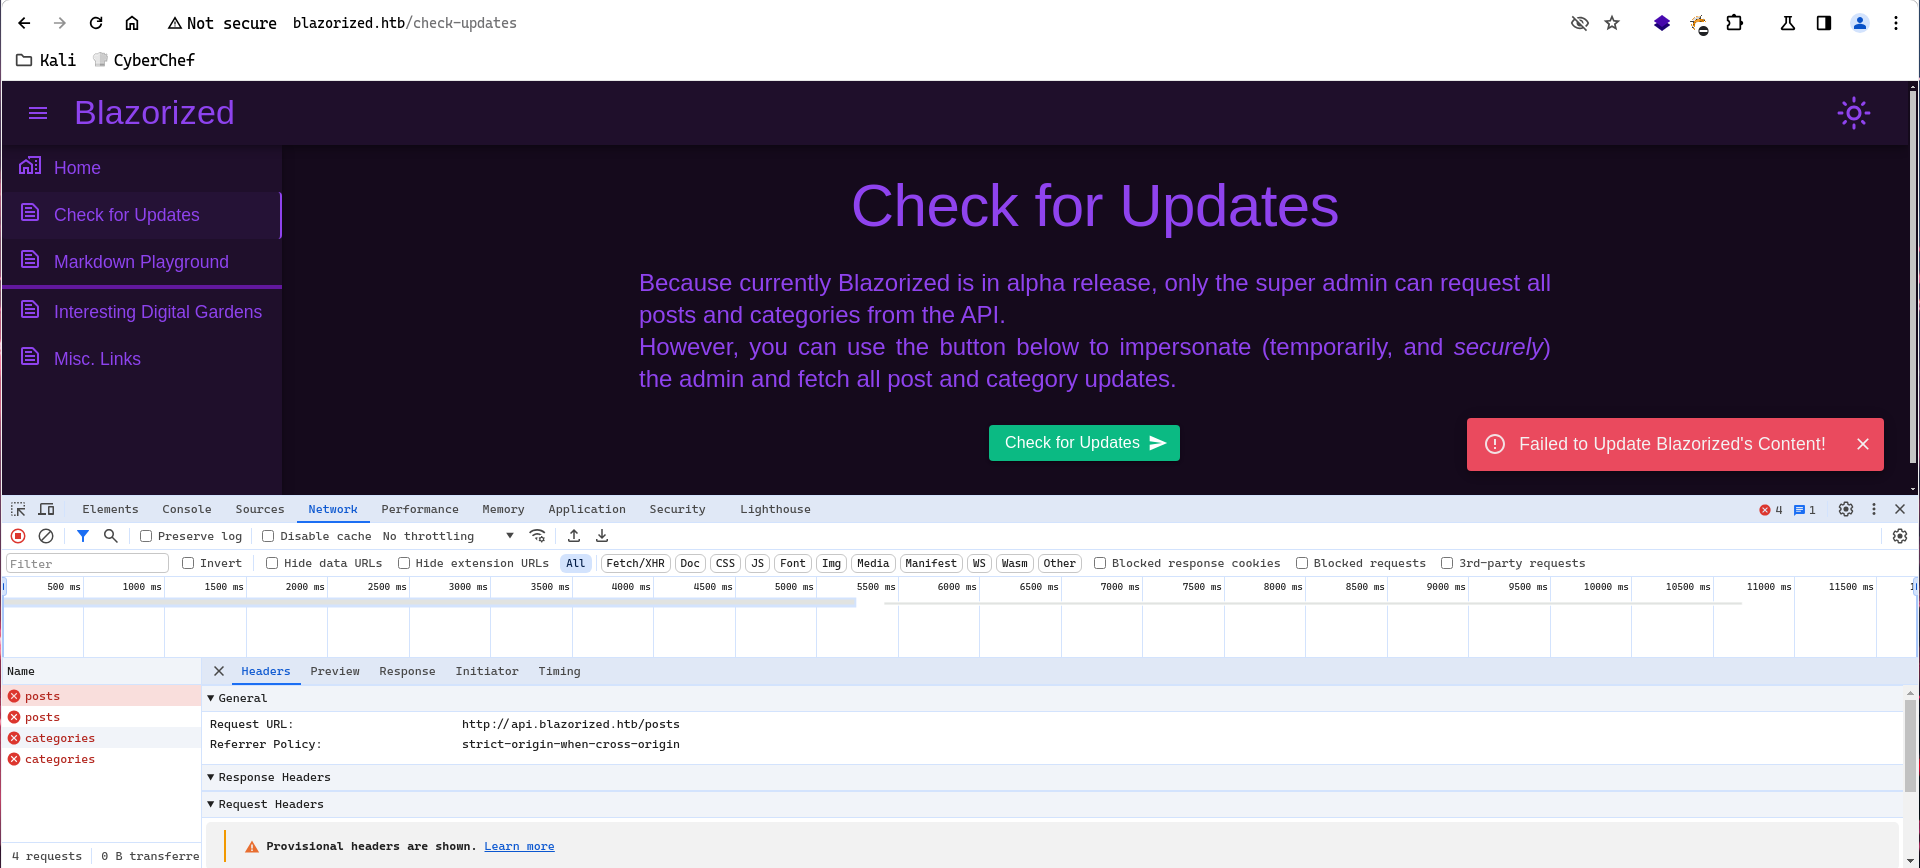 Not secure blazorized.htb/check-updates
Kali CyberChef
Blazorized
Home
Check for Updates
Markdown Playground
Interesting Digital Gardens
Misc. Links
Check for Updates
Because currently Blazorized is in alpha release, only the super admin can request all
posts and categories from the API.
However, you can use the button below to impersonate (temporarily, and securely)
the admin and fetch all post and category updates.
Check for Updates
Failed to Update Blazorized's Content!
Elements Console Sources Network Performance Memory Application Security Lighthouse 4 1
Preserve log Disable cache No throttling
Filter Invert Hide data URLs Hide extension URLs All Fetch/XHR Doc CSS JS Font Img Media Manifest WS Wasm Other Blocked response cookies Blocked requests 3rd-party requests
500 ms 1000 ms 1500 ms 2000 ms 2500 ms 3000 ms 3500 ms 4000 ms 4500 ms 5000 ms 5500 ms 6000 ms 6500 ms 7000 ms 7500 ms 8000 ms 8500 ms 9000 ms 9500 ms 10000 ms 10500 ms 11000 ms 11500 ms
Name
posts
posts
categories
categories
4 requests 0 B transferre
Headers Preview Response Initiator Timing
General
Request URL: http://api.blazorized.htb/posts
Referrer Policy: strict-origin-when-cross-origin
Response Headers
Request Headers
Provisional headers are shown. Learn more